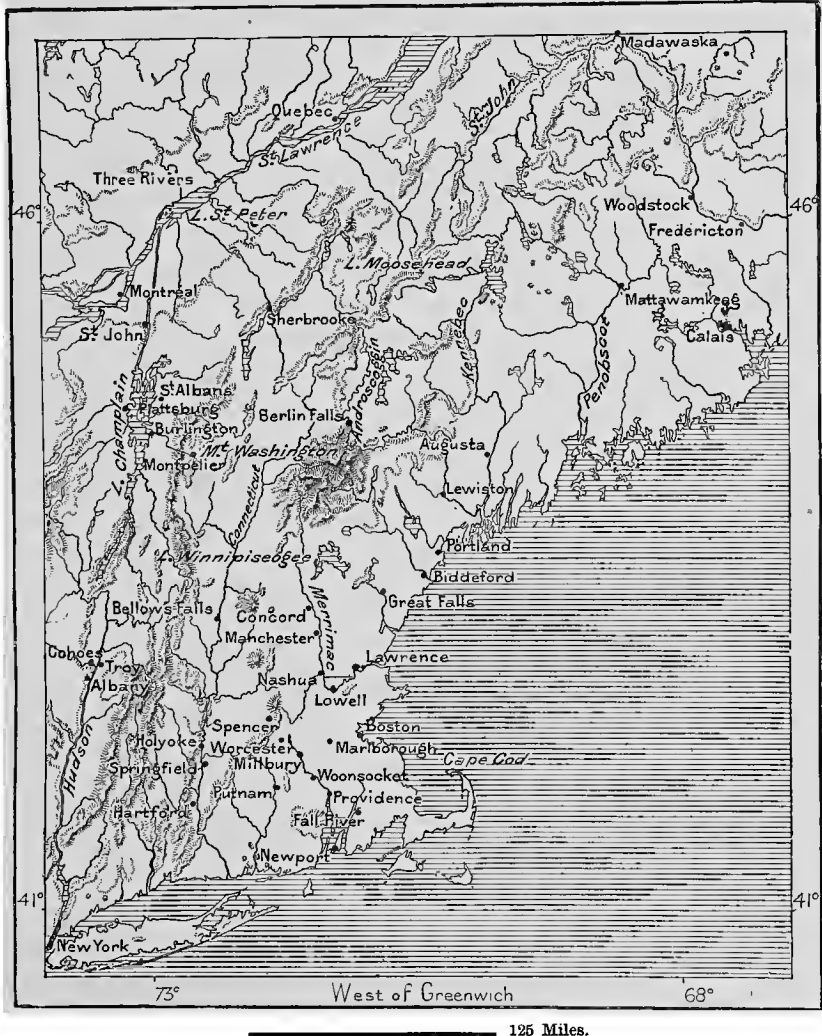 Madawaska
Quebec
St. John
St. Lawrence
Three Rivers
46°
L. St. Peter
Woodstock
46°
Fredericton
L. Moosehead
Montréal
Mattawamkeag
Sherbrooke
Kennebec
Penobscot
St. John
Calais
Androscoggin
L. Champlain
St. Albans
Plattsburg
Burlington
Berlin Falls
Mt. Washington
Montpelier
Augusta
Connecticut
Lewiston
L. Winnipiseogee
Portland
Biddeford
Great Falls
Bellows Falls
Concord
Merrimac
Manchester
Cohoes
Troy
Albany
Lawrence
Nashua
Lowell
Hudson
Spencer
Boston
Holyoke
Worcester
Marlborough
Springfield
Millbury
Cape Cod
Woonsocket
Putnam
Providence
Hartford
Fall River
Newport
41°
41°
New York
73°
West of Greenwich
68°
125 Miles.